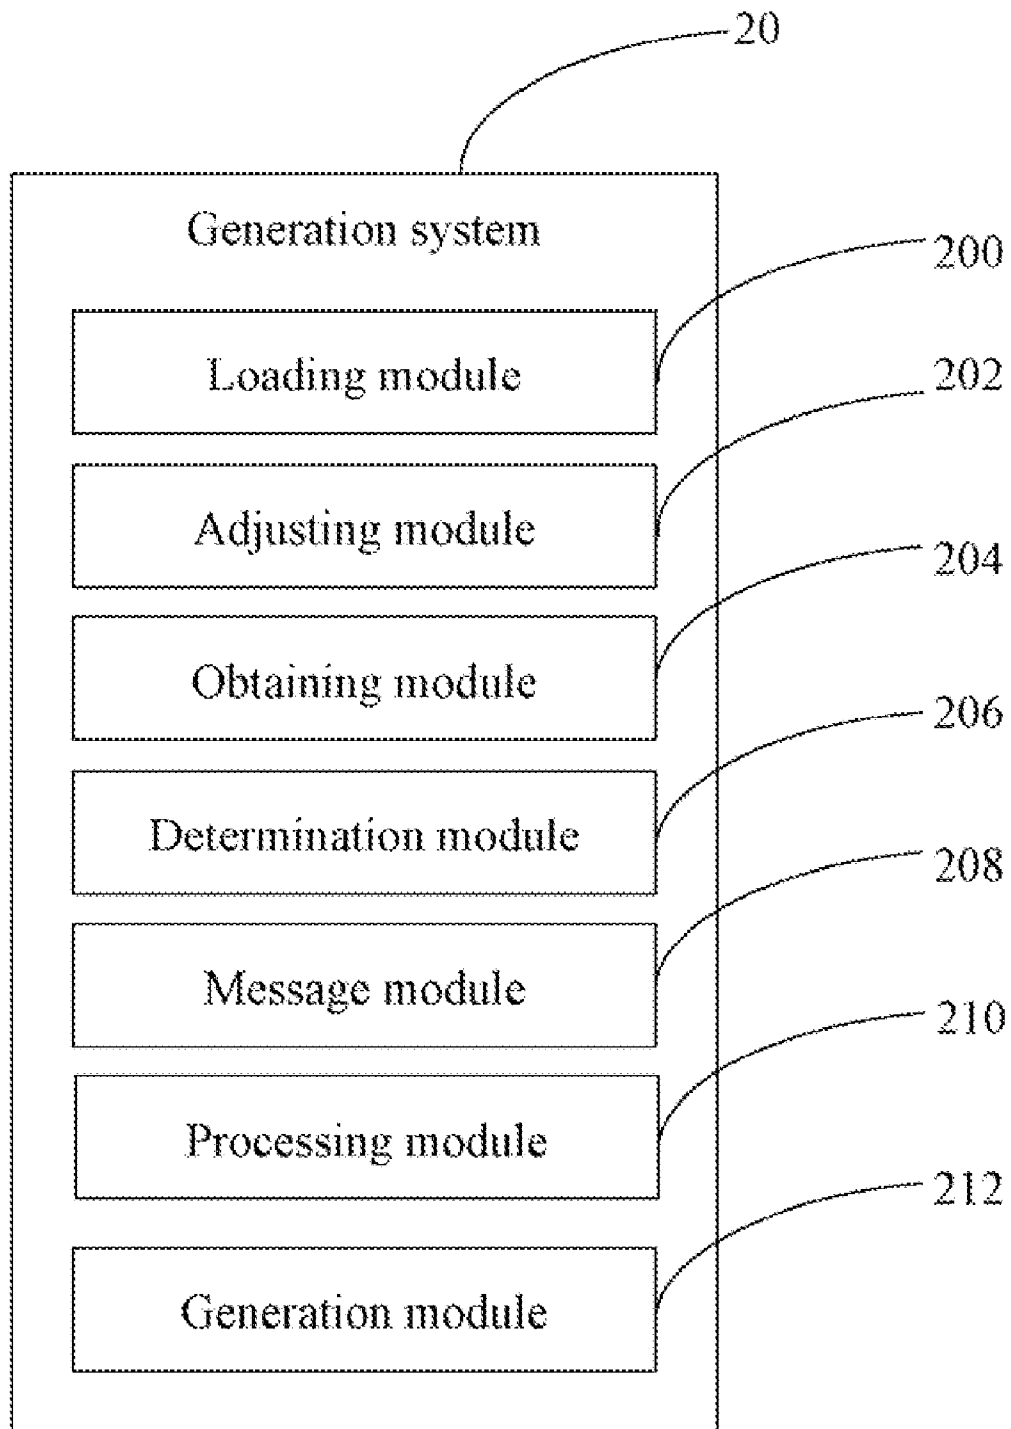 20
Generation system
200
Loading module
202
Adjusting module
204
Obtaining module
206
Determination module
208
Message module
210
Processing module
212
Generation module